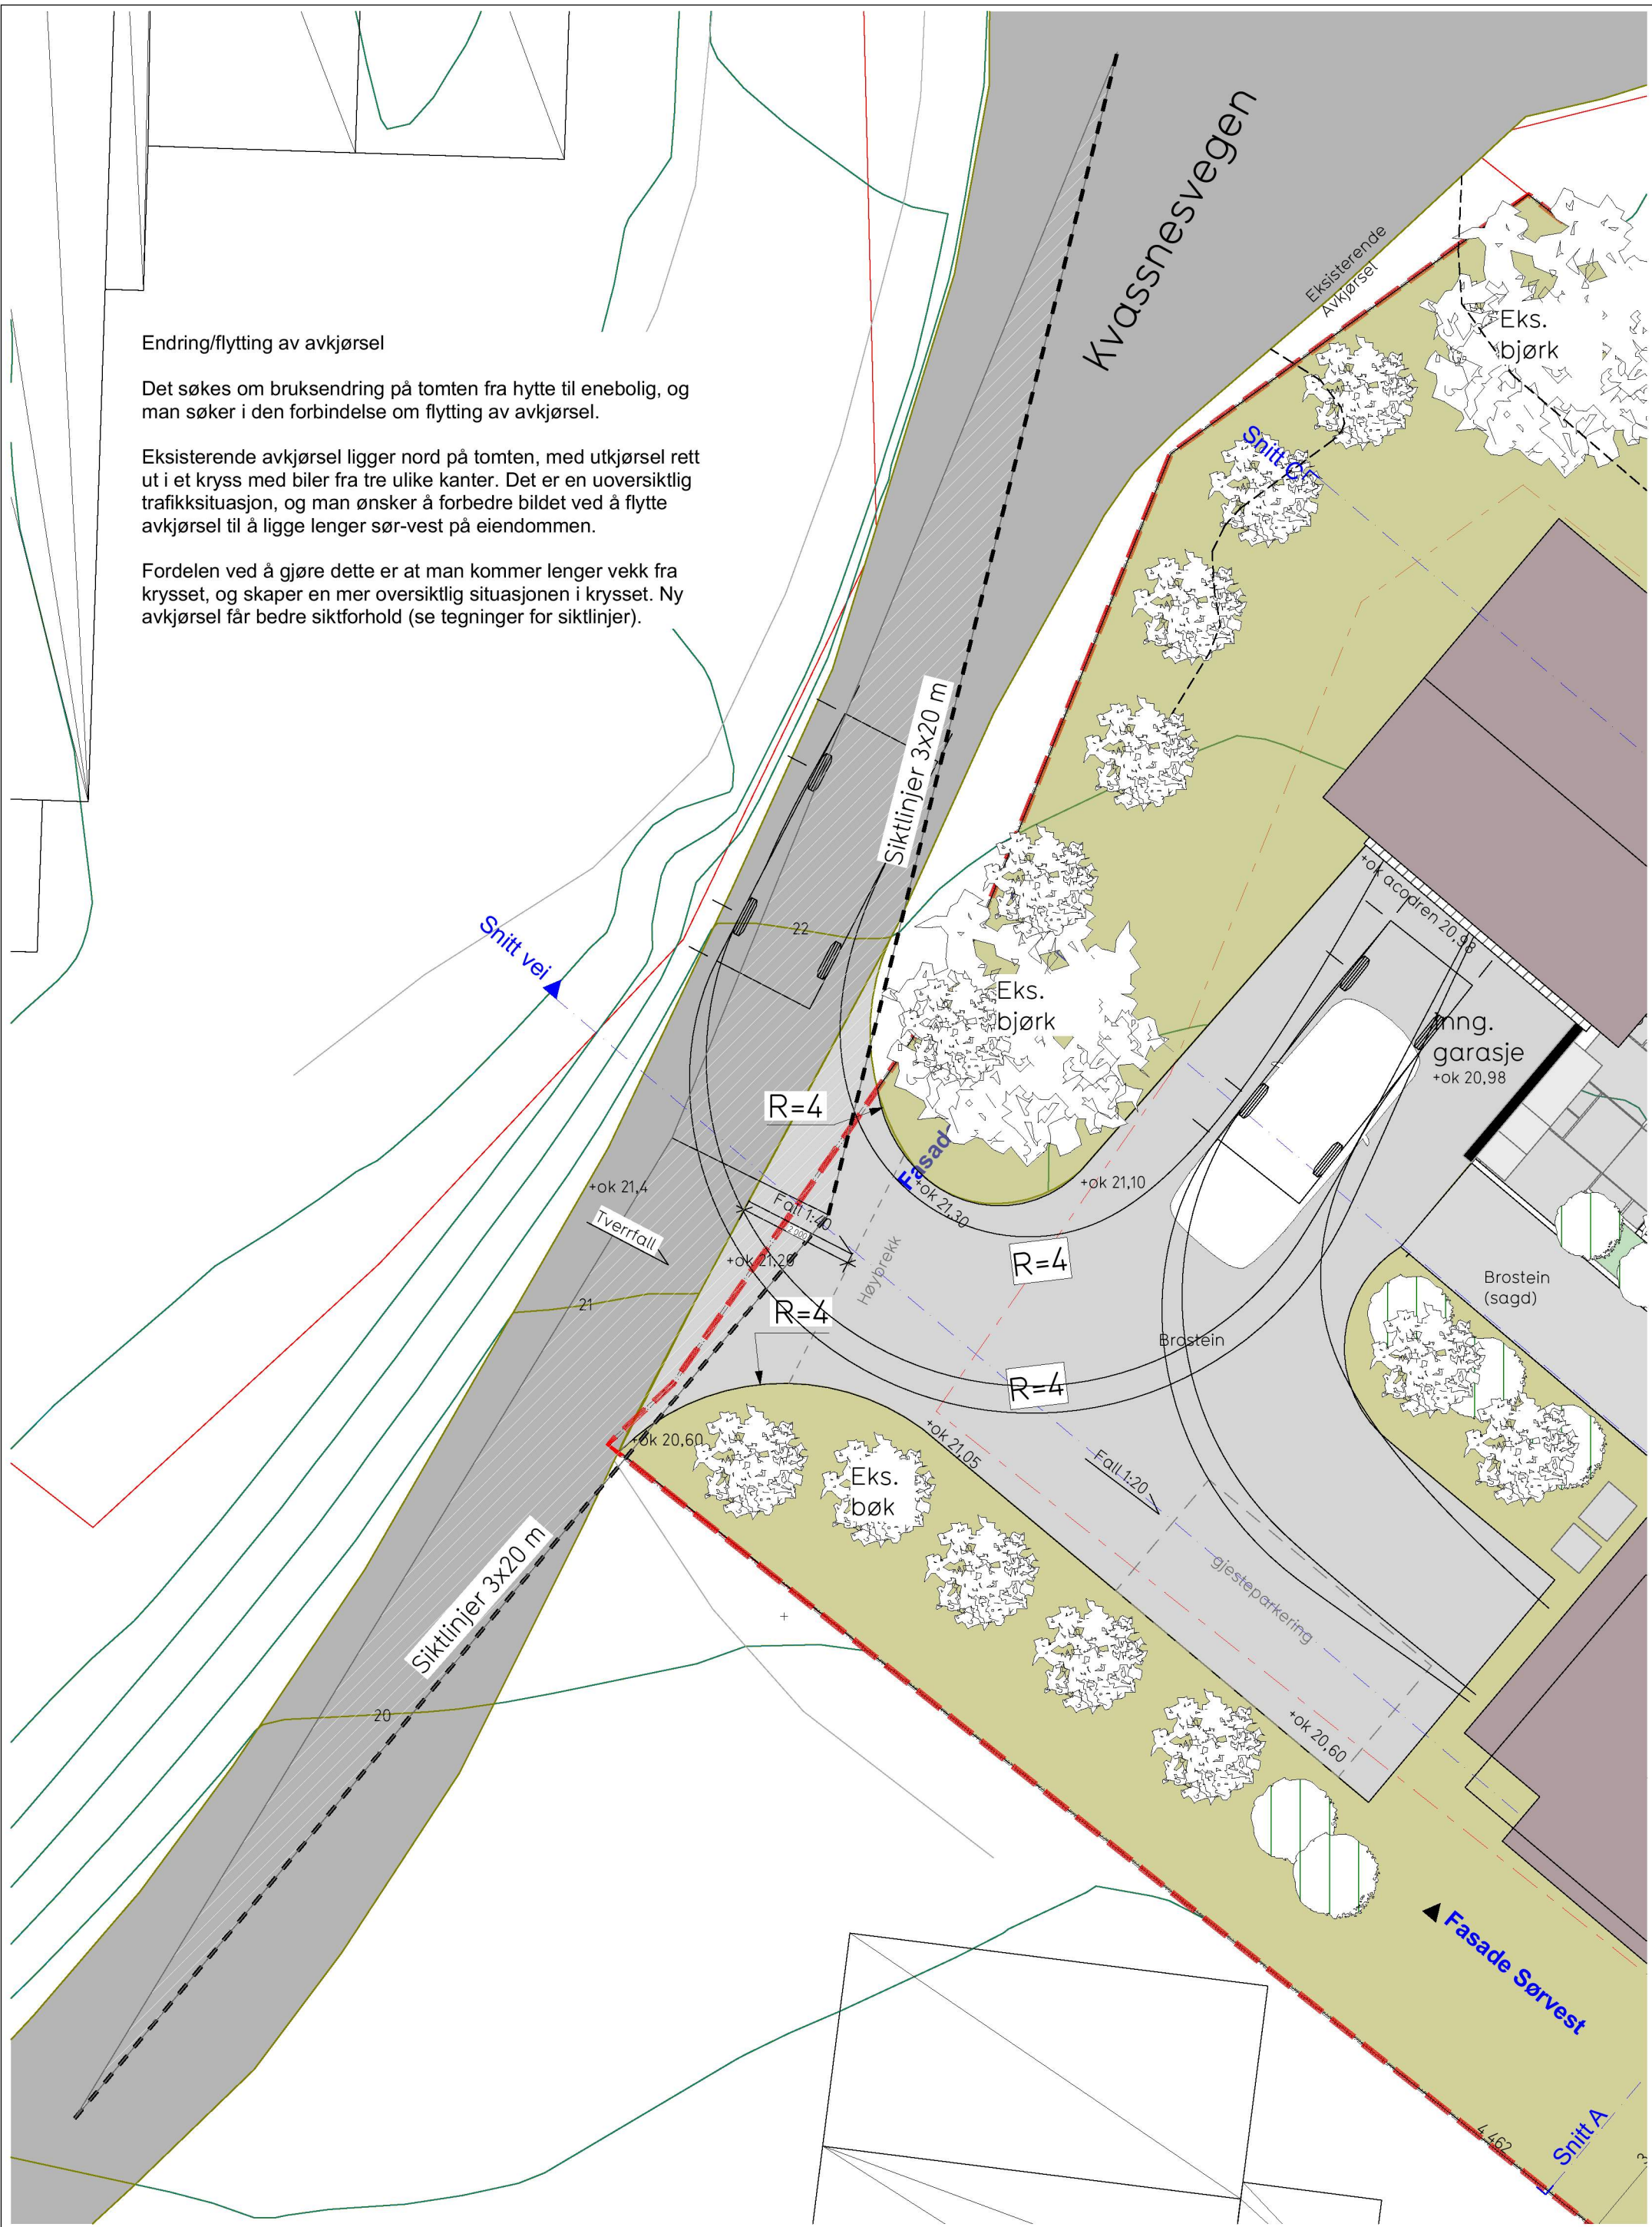 Kvassnesvegen
Eksisterende
Avkjørsel
Eks.
bjørk
Endring/flytting av avkjørsel
Det søkes om bruksendring på tomten fra hytte til enebolig, og
man søker i den forbindelse om flytting av avkjørsel.
Eksisterende avkjørsel ligger nord på tomten, med utkjørsel rett
ut i et kryss med biler fra tre ulike kanter. Det er en uoversiktlig
trafikksituasjon, og man ønsker å forbedre bildet ved å flytte
avkjørsel til å ligge lenger sør-vest på eiendommen.
Fordelen ved å gjøre dette er at man kommer lenger vekk fra
krysset, og skaper en mer oversiktlig situasjonen i krysset. Ny
avkjørsel får bedre siktforhold (se tegninger for siktlinjer).
Snitt C
Siktlinjer 3x20 m
+ok acodren 20,98
Snitt vei
22
Eks.
bjørk
Inng.
garasje
+ok 20,98
R=4
Fasad
+ok 21,4
+ok 21,30
+ok 21,10
Tverrfall
Fall 1:40
2.000
+ok 21,29
Høybrekk
R=4
Brostein
(sagd)
21
R=4
Brostein
R=4
+ok 20,60
+ok 21,05
Fall 1:20
Eks.
bøk
Siktlinjer 3x20 m
gjesteparkering
20
+ok 20,60
Fasade Sørvest
4.462
Snitt A
3